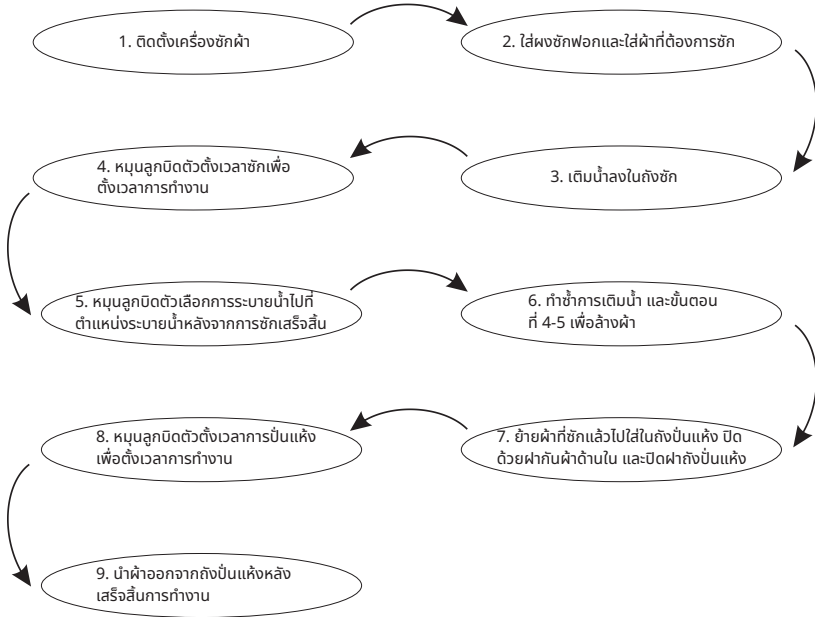 1. ติดตั้งเครื่องซักผ้า
2. ใส่ผงซักฟอกและใส่ผ้าที่ต้องการซัก
3. เติมน้ำลงในถังซัก
4. หมุนลูกบิดตัวตั้งเวลาซักเพื่อ
ตั้งเวลาการทำงาน
5. หมุนลูกบิดตัวเลือกการระบายน้ำไปที่
ตำแหน่งระบายน้ำหลังจากการซักเสร็จสิ้น
6. ทำซ้ำการเติมน้ำ และขั้นตอน
ที่ 4-5 เพื่อล้างผ้า
7. ย้ายผ้าที่ซักแล้วไปใส่ในถังปั่นแห้ง ปิด
ด้วยฝากันผ้าด้านใน และปิดฝาถังปั่นแห้ง
8. หมุนลูกบิดตัวตั้งเวลาการปั่นแห้ง
เพื่อตั้งเวลาการทำงาน
9. นำผ้าออกจากถังปั่นแห้งหลัง
เสร็จสิ้นการทำงาน